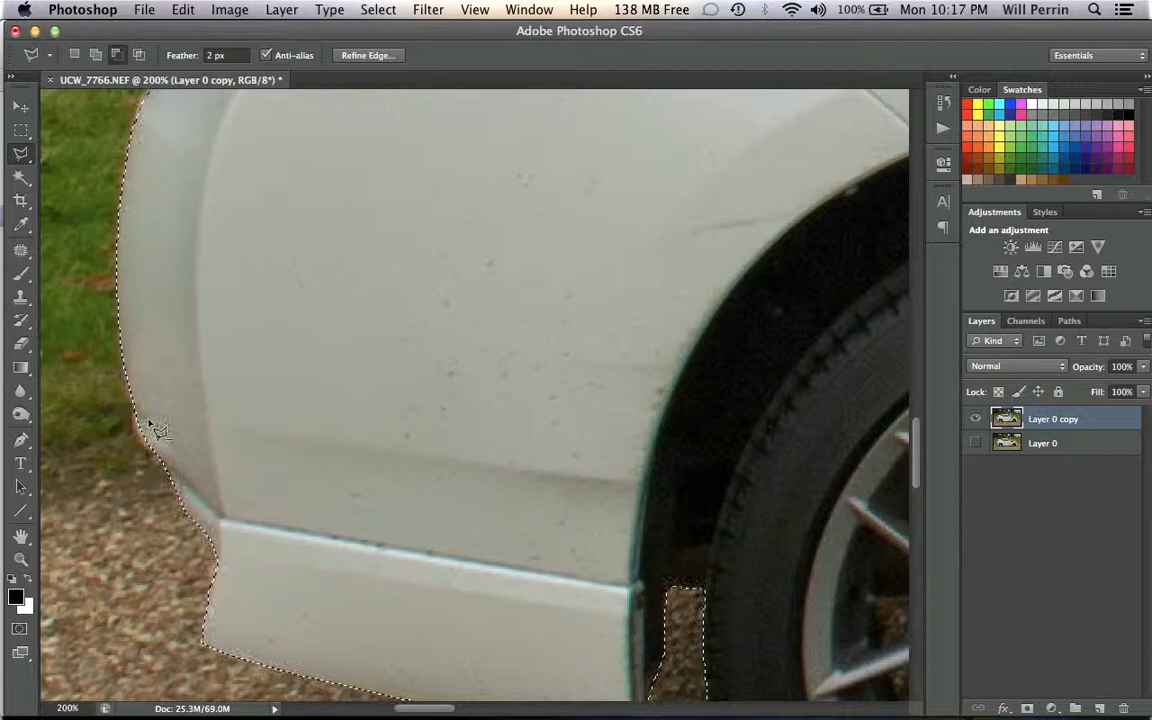 Photoshop File Edit Image Layer Type Select Filter View Window Help 138 MB Free 100% Mon 10:17 PM Will Perrin
Adobe Photoshop CS6
Feather: 2 px Anti-alias Refine Edge... Essentials
UCW_7766.NEF @ 200% (Layer 0 copy, RGB/8*) *
Color Swatches
Adjustments Styles
Add an adjustment
Layers Channels Paths
Kind
Normal Opacity: 100%
Lock: Fill: 100%
Layer 0 copy
Layer 0
200% Doc: 25.3M/69.0M